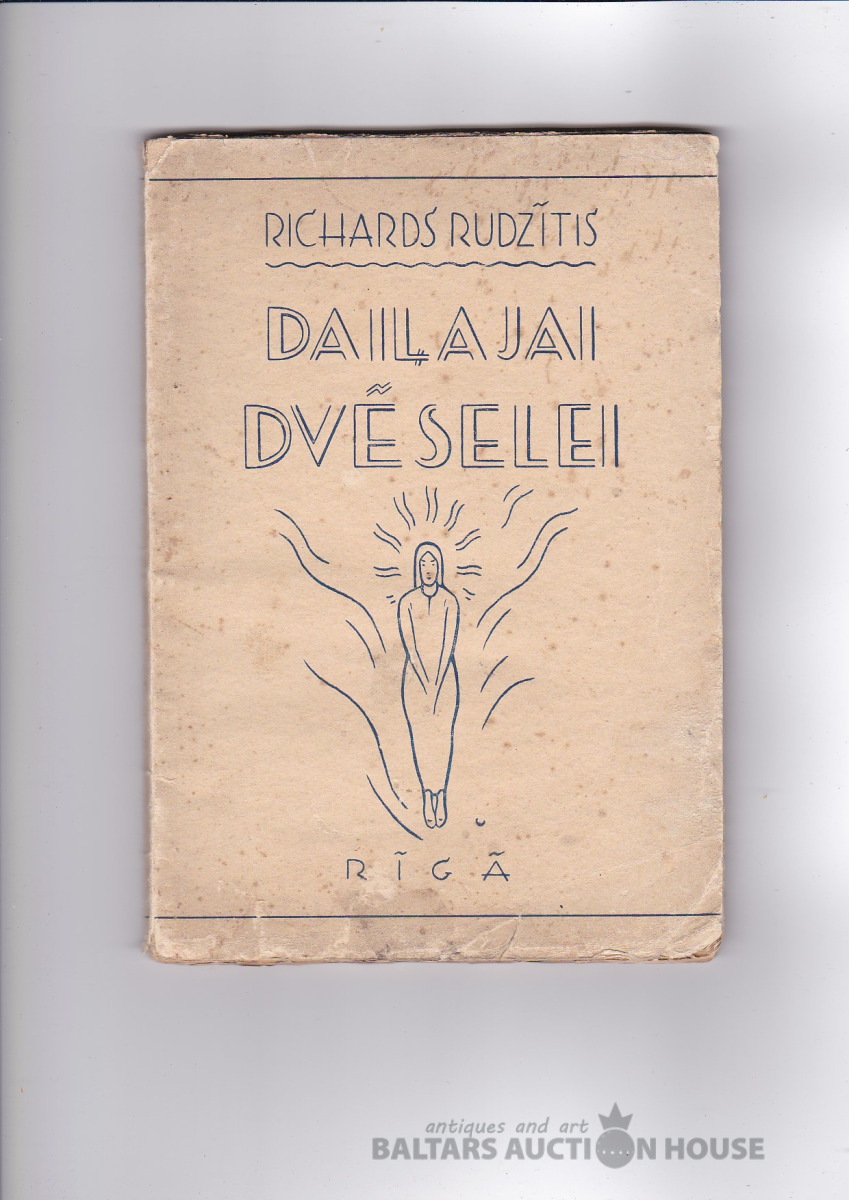 RICHARDS RUDZĪTIS
DAIĻAJAI
DVĒSELEI
RĪGĀ
antiques and art
BALTARS AUCTION HOUSE